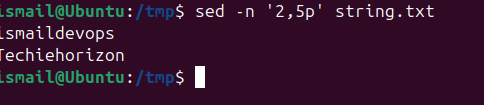 ismail@Ubuntu:/tmp$ sed -n '2,5p' string.txt
ismaildevops
Techiehorizon
ismail@Ubuntu:/tmp$